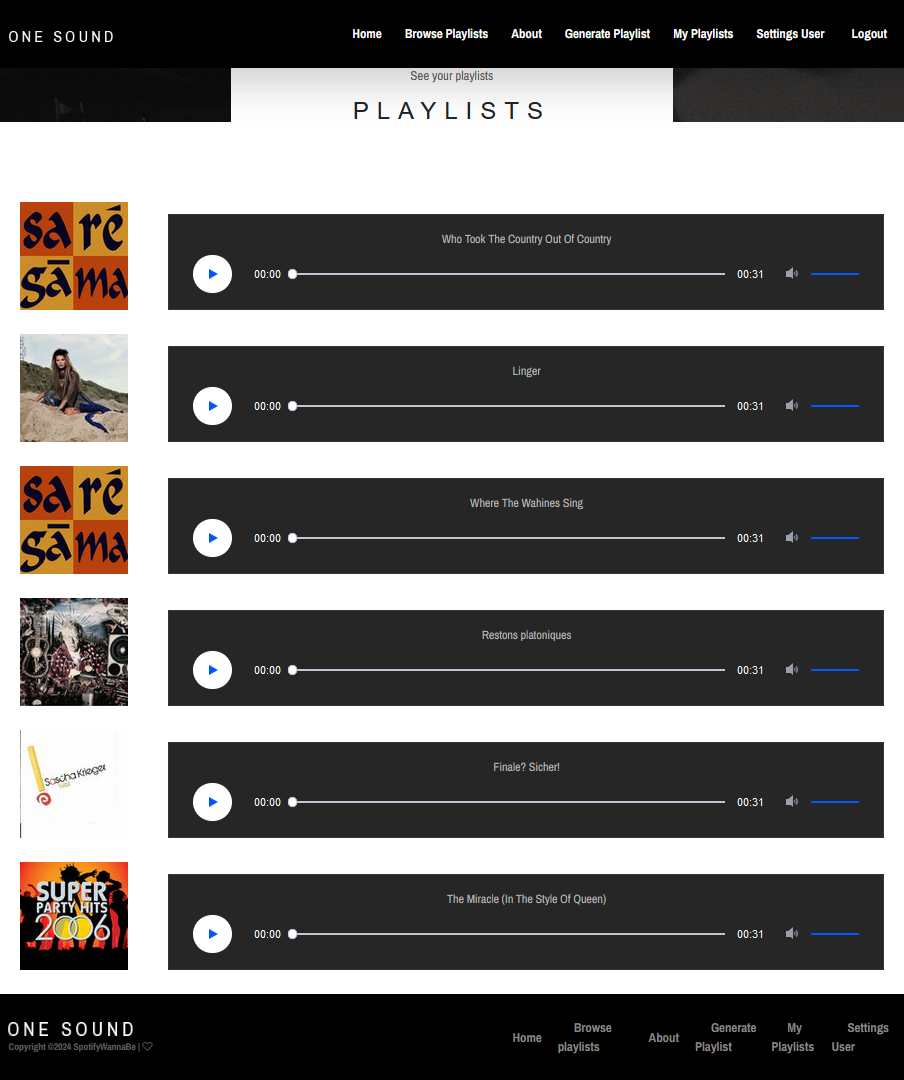 ONE SOUND
Home Browse Playlists About Generate Playlist My Playlists Settings User Logout
See your playlists
PLAYLISTS
sa ré
gā ma
Who Took The Country Out Of Country
00:00 00:31
Linger
00:00 00:31
sa ré
gā ma
Where The Wahines Sing
00:00 00:31
Restons platoniques
00:00 00:31
Sascha Krieger
Finale? Sicher!
00:00 00:31
SUPER
PARTY HITS
2006
The Miracle (In The Style Of Queen)
00:00 00:31
ONE SOUND
Copyright ©2024 SpotifyWannaBe | ♡
Home
Browse
playlists
About
Generate
Playlist
My
Playlists
Settings
User